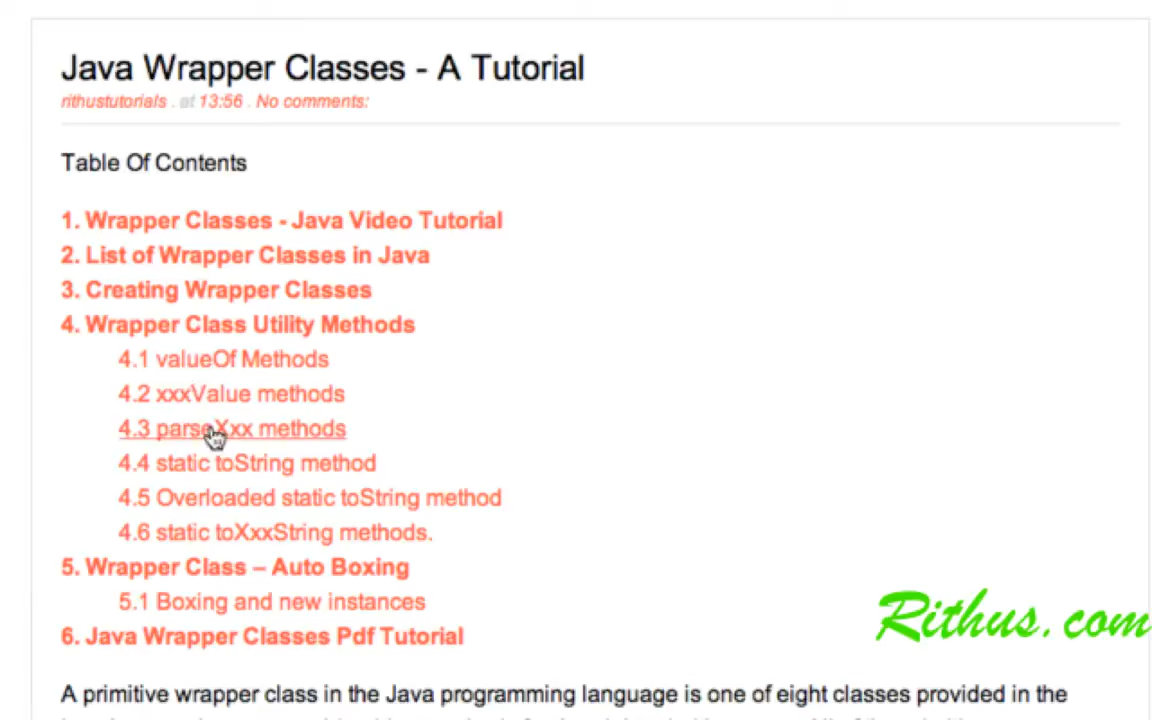 Java Wrapper Classes - A Tutorial
rithustutorials . at 13:56 . No comments:
Table Of Contents
1. Wrapper Classes - Java Video Tutorial
2. List of Wrapper Classes in Java
3. Creating Wrapper Classes
4. Wrapper Class Utility Methods
4.1 valueOf Methods
4.2 xxxValue methods
4.3 parseXxx methods
4.4 static toString method
4.5 Overloaded static toString method
4.6 static toXxxString methods.
5. Wrapper Class – Auto Boxing
5.1 Boxing and new instances
6. Java Wrapper Classes Pdf Tutorial
Rithus.com
A primitive wrapper class in the Java programming language is one of eight classes provided in the